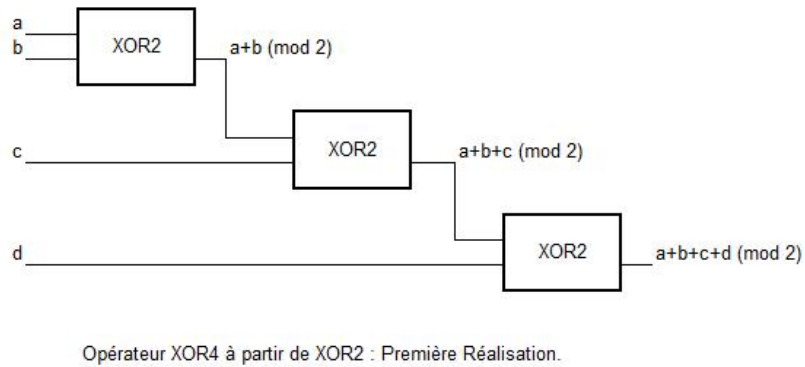 a
b
XOR2
a+b (mod 2)
c
XOR2
a+b+c (mod 2)
d
XOR2
a+b+c+d (mod 2)
Opérateur XOR4 à partir de XOR2 : Première Réalisation.